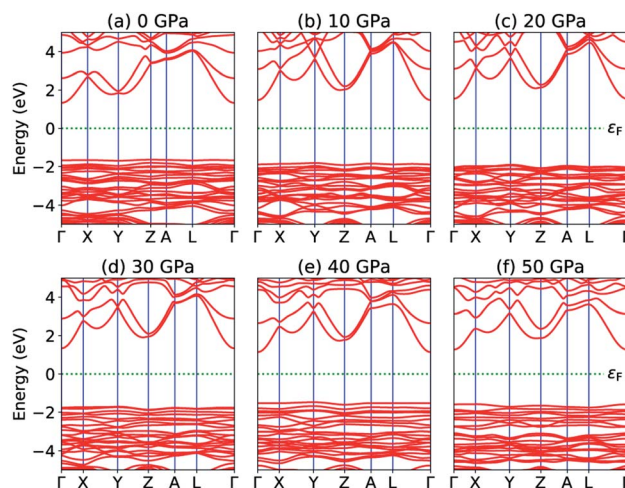 (a) 0 GPa
(b) 10 GPa
(c) 20 GPa
Energy (eV)
4
2
0
−2
−4
εF
Γ X Y Z A L Γ
Γ X Y Z A L Γ
Γ X Y Z A L Γ
(d) 30 GPa
(e) 40 GPa
(f) 50 GPa
Energy (eV)
4
2
0
−2
−4
εF
Γ X Y Z A L Γ
Γ X Y Z A L Γ
Γ X Y Z A L Γ